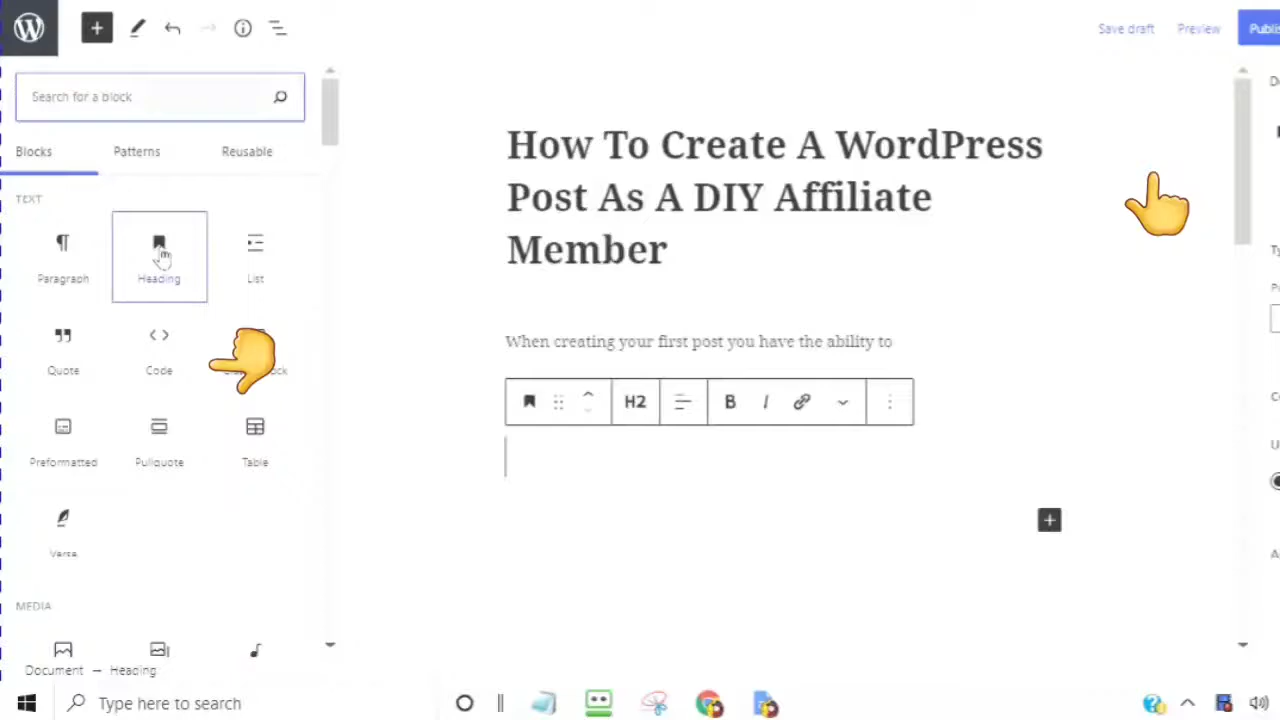 Save draft
Preview
Search for a block
Blocks
Patterns
Reusable
TEXT
Paragraph
Heading
List
Quote
Code
Preformatted
Pullquote
Table
Verse
MEDIA
Document → Heading
How To Create A WordPress
Post As A DIY Affiliate
Member
When creating your first post you have the ability to
H2
B I
Type here to search